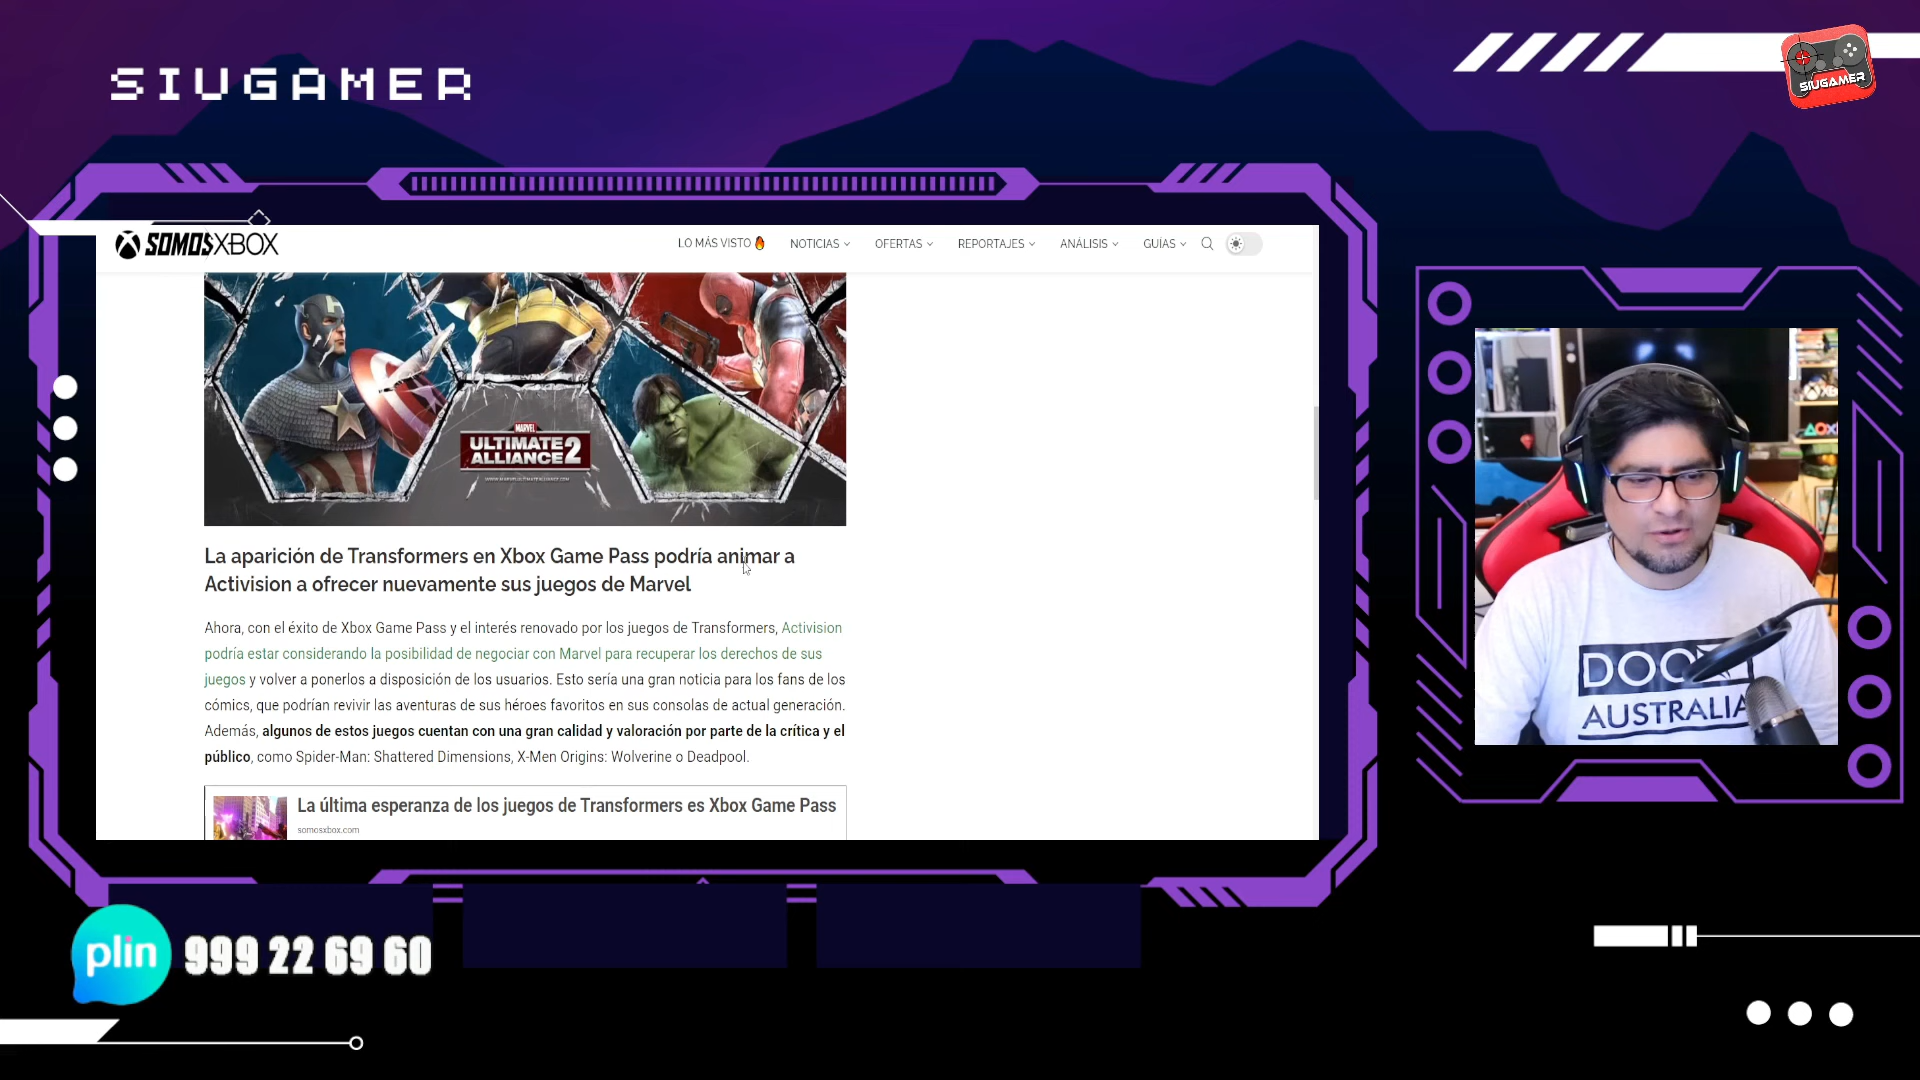 SIUGAMER
SIUGAMER
SOMOSXBOX
LO MÁS VISTO
NOTICIAS
OFERTAS
REPORTAJES
ANÁLISIS
GUÍAS
MARVEL
ULTIMATE
ALLIANCE 2
WWW.MARVELULTIMATEALLIANCE.COM
La aparición de Transformers en Xbox Game Pass podría animar a
Activision a ofrecer nuevamente sus juegos de Marvel
Ahora, con el éxito de Xbox Game Pass y el interés renovado por los juegos de Transformers, Activision
podría estar considerando la posibilidad de negociar con Marvel para recuperar los derechos de sus
juegos y volver a ponerlos a disposición de los usuarios. Esto sería una gran noticia para los fans de los
cómics, que podrían revivir las aventuras de sus héroes favoritos en sus consolas de actual generación.
Además, algunos de estos juegos cuentan con una gran calidad y valoración por parte de la crítica y el
público, como Spider-Man: Shattered Dimensions, X-Men Origins: Wolverine o Deadpool.
La última esperanza de los juegos de Transformers es Xbox Game Pass
somosxbox.com
AUSTRALIA
plin
999 22 69 60